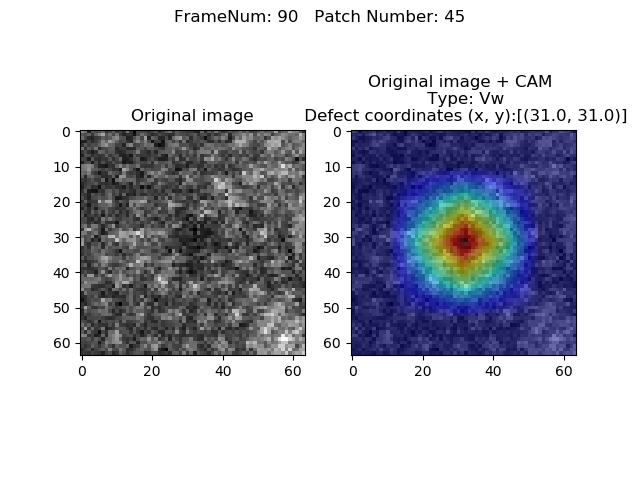 FrameNum: 90   Patch Number: 45
Original image
0
10
20
30
40
50
60
0 20 40 60
Original image + CAM
Type: Vw
Defect coordinates (x, y):[(31.0, 31.0)]
0
10
20
30
40
50
60
0 20 40 60